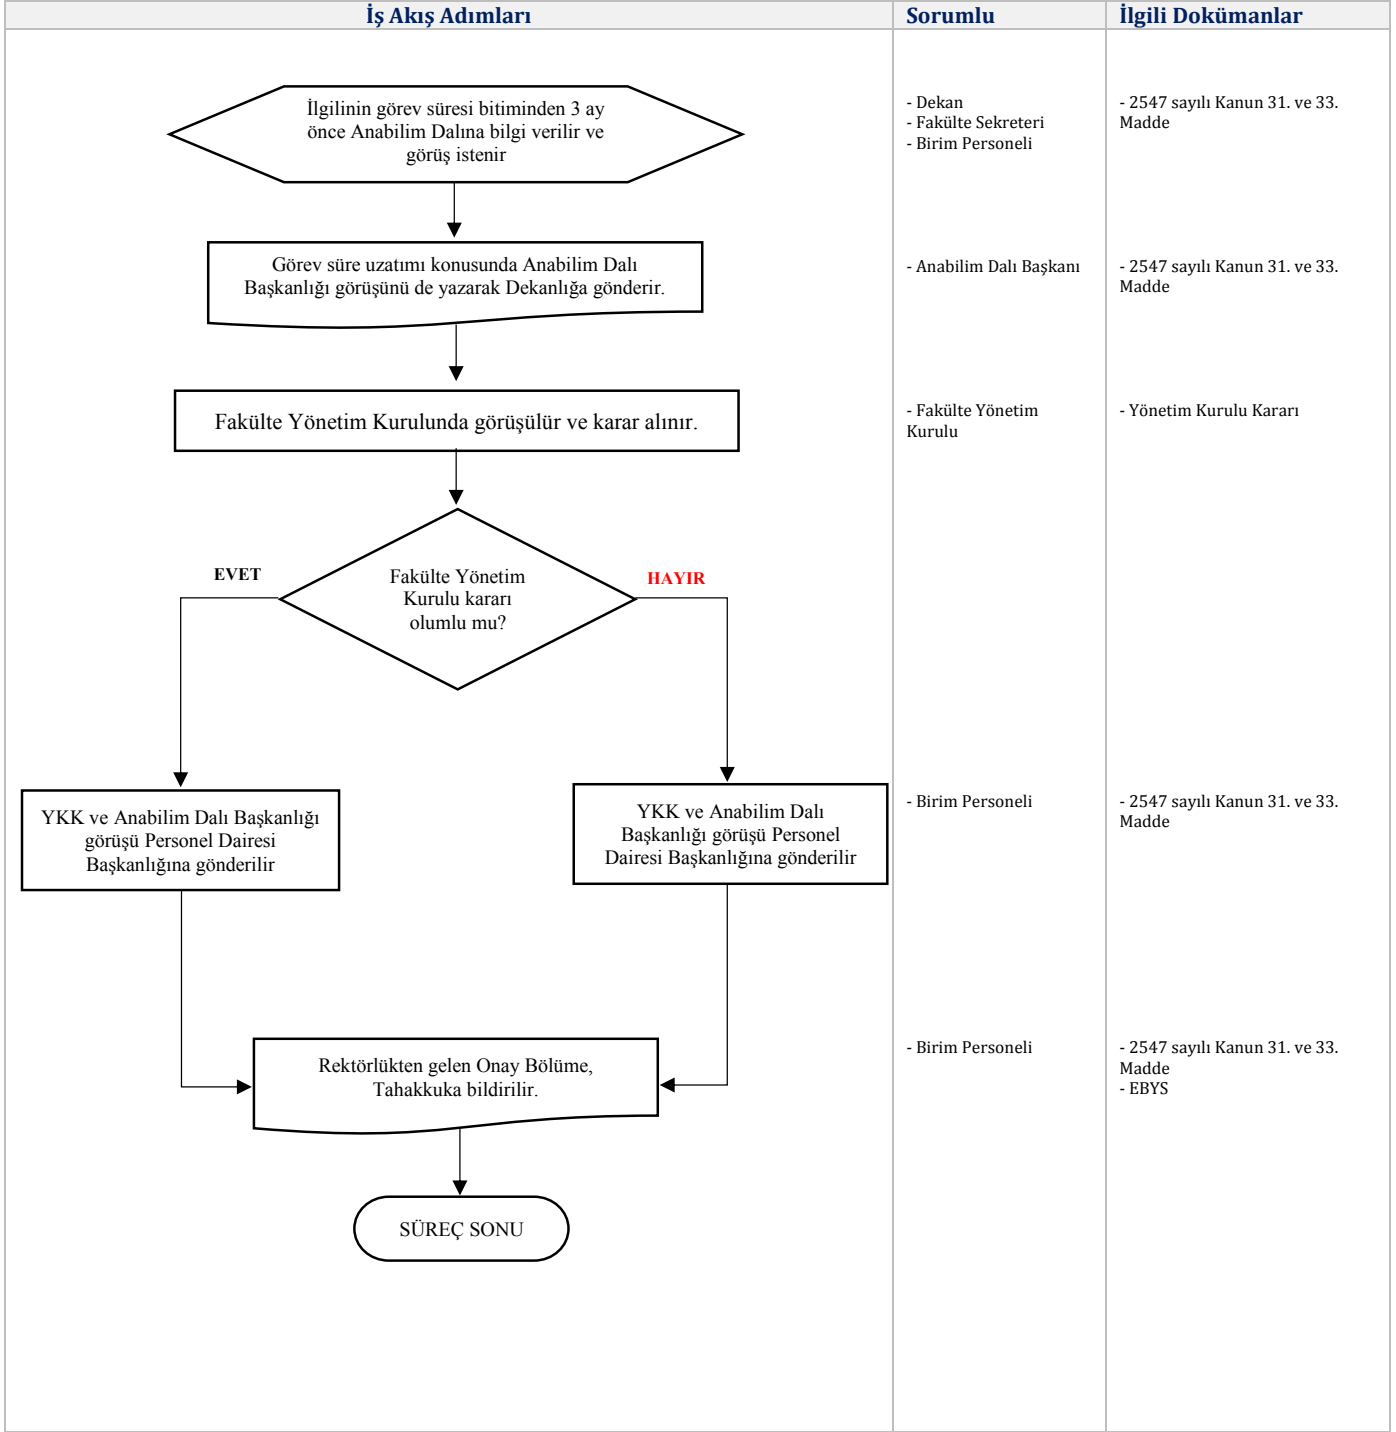 İş Akış Adımları
Sorumlu
İlgili Dokümanlar
İlgilinin görev süresi bitiminden 3 ay
önce Anabilim Dalına bilgi verilir ve
görüş istenir
- Dekan
- Fakülte Sekreteri
- Birim Personeli
- 2547 sayılı Kanun 31. ve 33.
Madde
Görev süre uzatımı konusunda Anabilim Dalı
Başkanlığı görüşünü de yazarak Dekanlığa gönderir.
- Anabilim Dalı Başkanı
- 2547 sayılı Kanun 31. ve 33.
Madde
Fakülte Yönetim Kurulunda görüşülür ve karar alınır.
- Fakülte Yönetim
Kurulu
- Yönetim Kurulu Kararı
EVET
Fakülte Yönetim
Kurulu kararı
olumlu mu?
HAYIR
YKK ve Anabilim Dalı Başkanlığı
görüşü Personel Dairesi
Başkanlığına gönderilir
YKK ve Anabilim Dalı
Başkanlığı görüşü Personel
Dairesi Başkanlığına gönderilir
- Birim Personeli
- 2547 sayılı Kanun 31. ve 33.
Madde
Rektörlükten gelen Onay Bölüme,
Tahakkuka bildirilir.
- Birim Personeli
- 2547 sayılı Kanun 31. ve 33.
Madde
- EBYS
SÜREÇ SONU